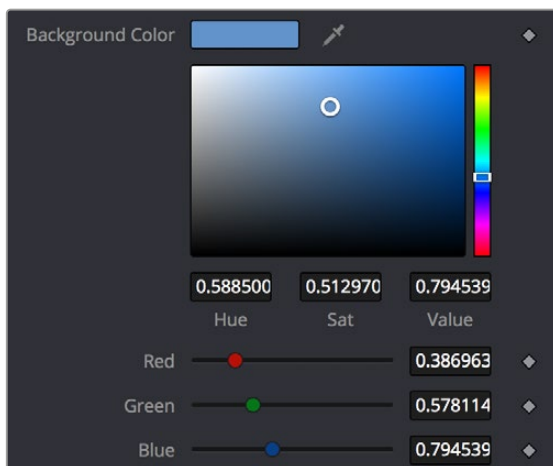 Background Color
0.588500 0.512970 0.794539
Hue Sat Value
Red 0.386963
Green 0.578114
Blue 0.794539